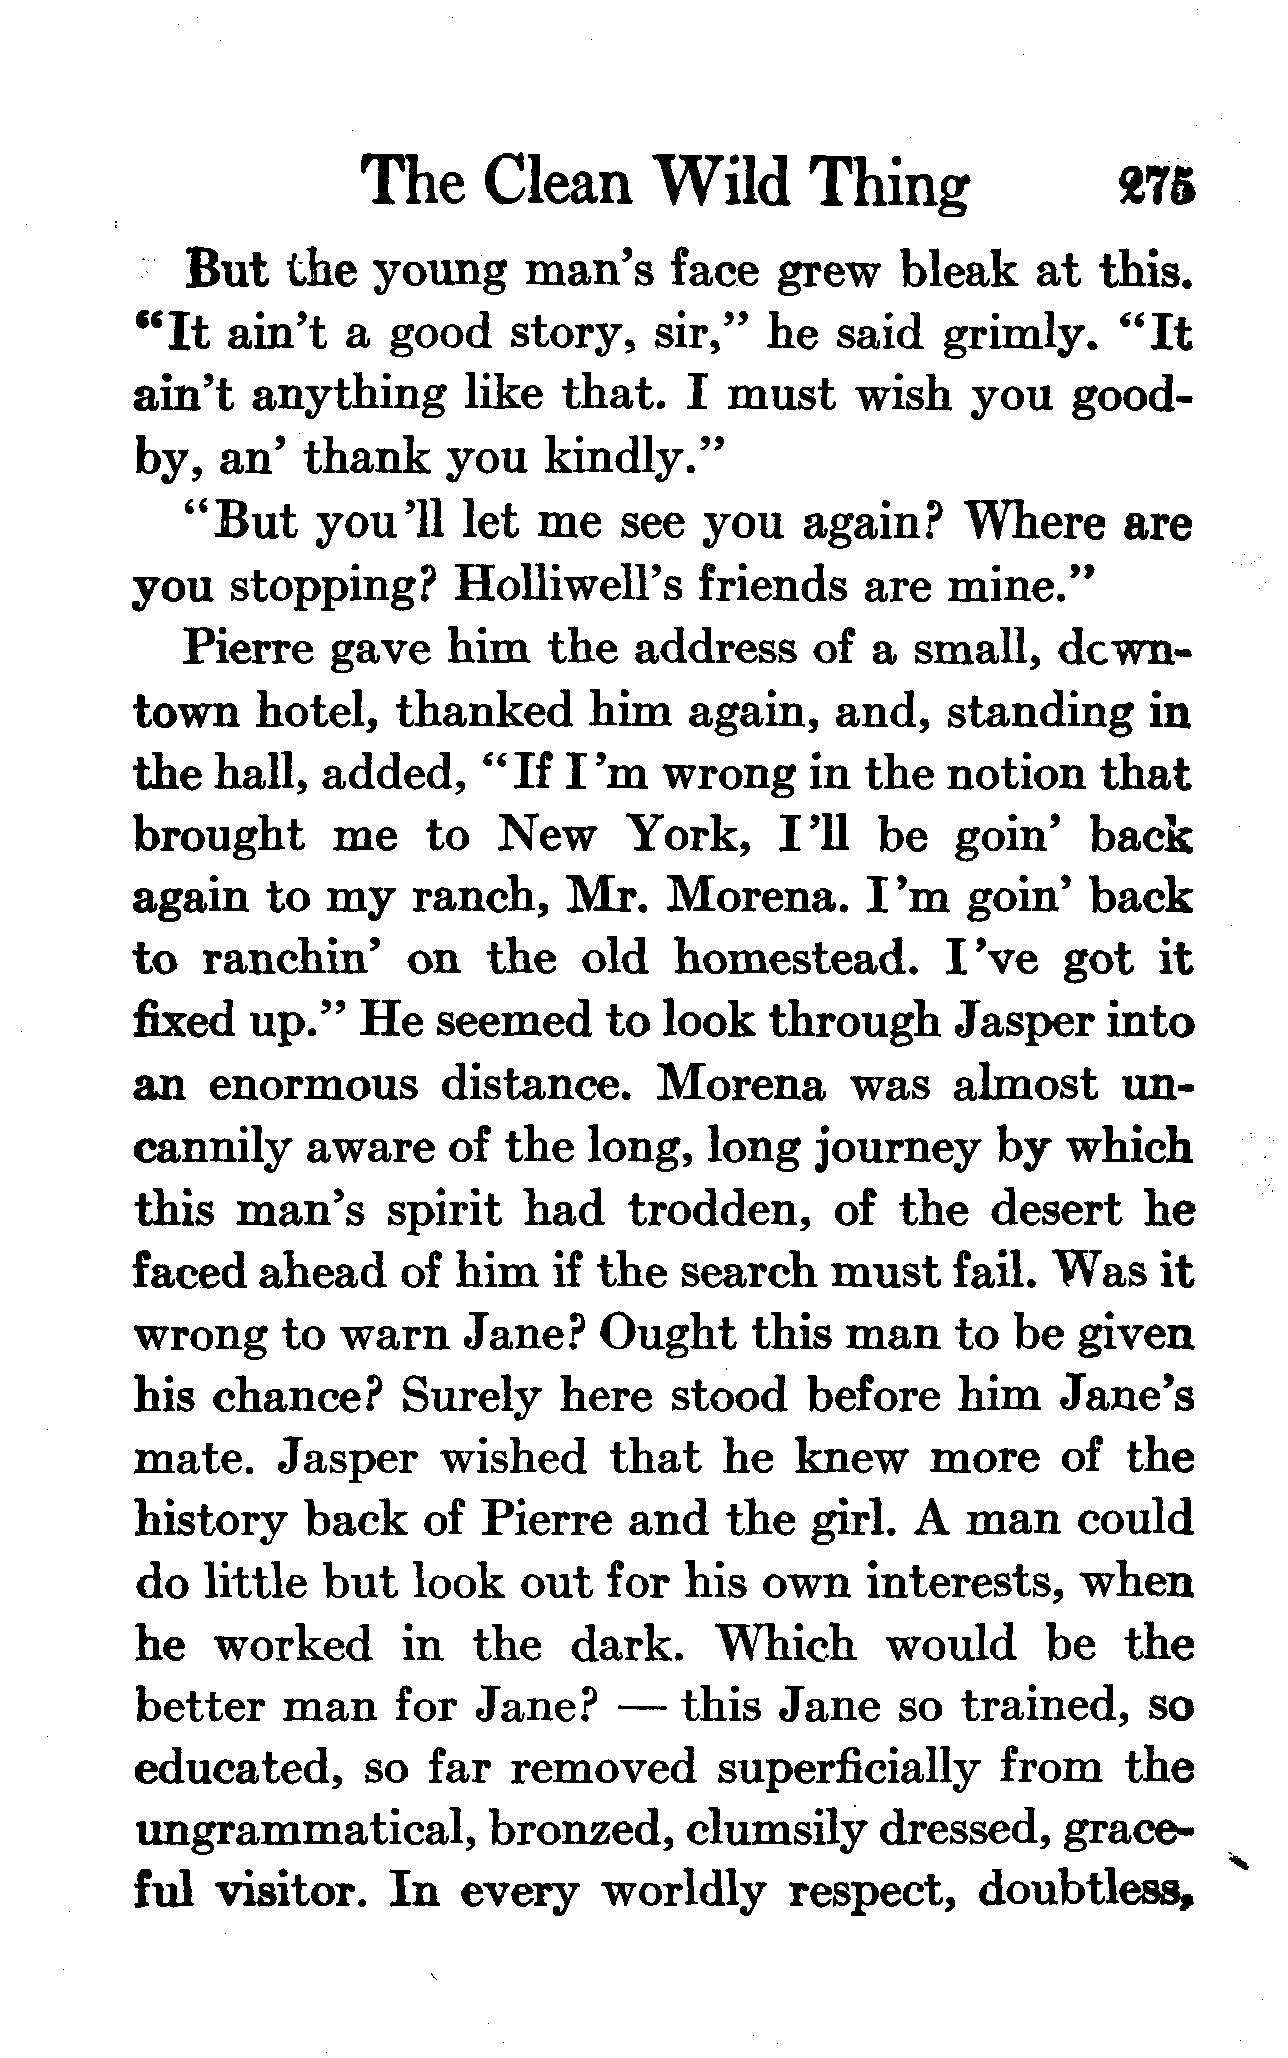 The Clean Wild Thing 275
But the young man's face grew bleak at this.
"It ain't a good story, sir," he said grimly. "It
ain't anything like that. I must wish you good-
by, an' thank you kindly."
"But you'll let me see you again? Where are
you stopping? Holliwell's friends are mine."
Pierre gave him the address of a small, down-
town hotel, thanked him again, and, standing in
the hall, added, "If I'm wrong in the notion that
brought me to New York, I'll be goin' back
again to my ranch, Mr. Morena. I'm goin' back
to ranchin' on the old homestead. I've got it
fixed up." He seemed to look through Jasper into
an enormous distance. Morena was almost un-
cannily aware of the long, long journey by which
this man's spirit had trodden, of the desert he
faced ahead of him if the search must fail. Was it
wrong to warn Jane? Ought this man to be given
his chance? Surely here stood before him Jane's
mate. Jasper wished that he knew more of the
history back of Pierre and the girl. A man could
do little but look out for his own interests, when
he worked in the dark. Which would be the
better man for Jane? — this Jane so trained, so
educated, so far removed superficially from the
ungrammatical, bronzed, clumsily dressed, grace-
ful visitor. In every worldly respect, doubtless,